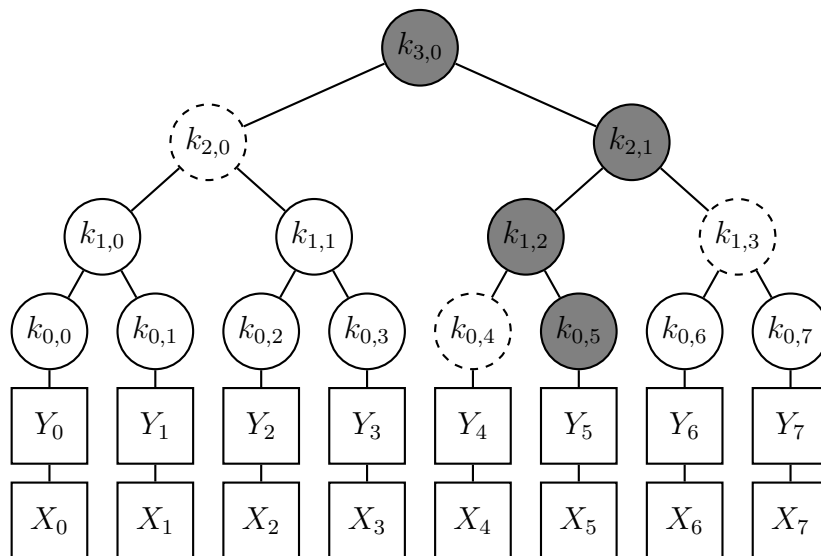 k_{3,0}
k_{2,0} k_{2,1}
k_{1,0} k_{1,1} k_{1,2} k_{1,3}
k_{0,0} k_{0,1} k_{0,2} k_{0,3} k_{0,4} k_{0,5} k_{0,6} k_{0,7}
Y_0 Y_1 Y_2 Y_3 Y_4 Y_5 Y_6 Y_7
X_0 X_1 X_2 X_3 X_4 X_5 X_6 X_7